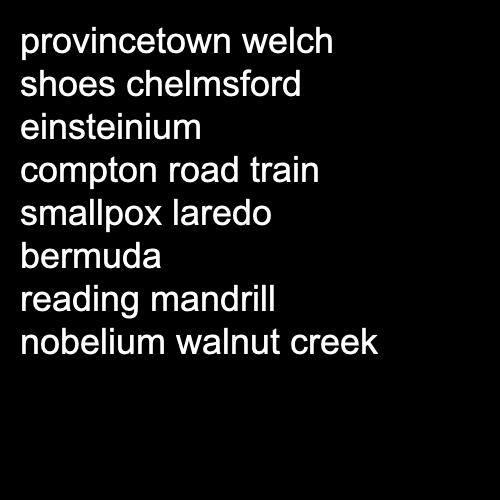 provincetown welch
shoes chelmsford
einsteinium
compton road train
smallpox laredo
bermuda
reading mandrill
nobelium walnut creek